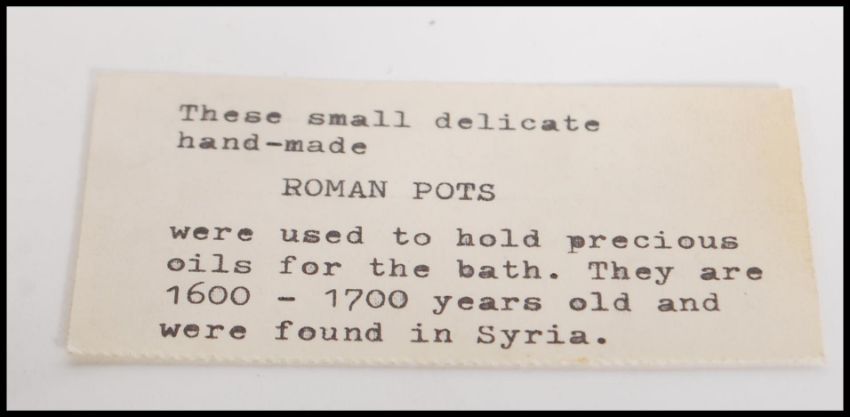 These small delicate
hand-made
ROMAN POTS
were used to hold precious
oils for the bath. They are
1600 - 1700 years old and
were found in Syria.